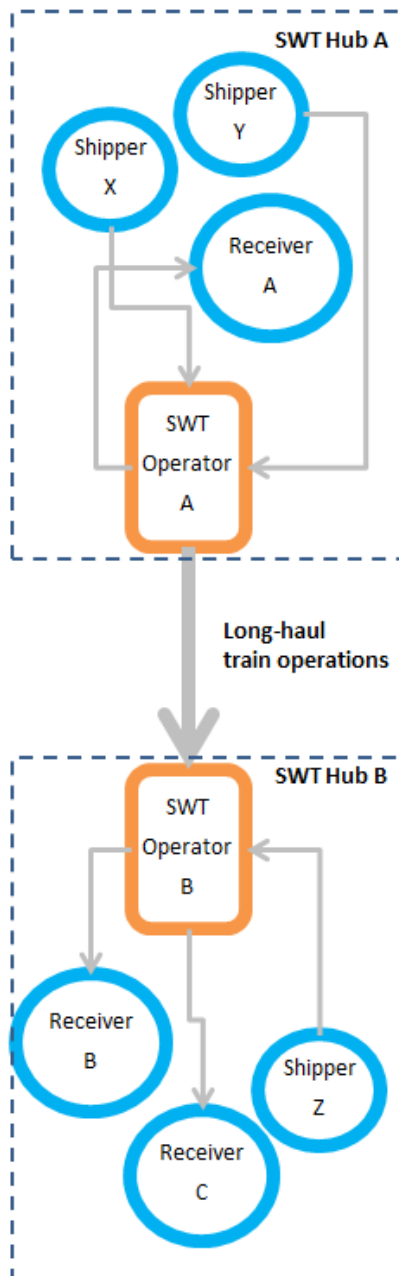 SWT Hub A
Shipper
Y
Shipper
X
Receiver
A
SWT
Operator
A
Long-haul
train operations
SWT Hub B
SWT
Operator
B
Receiver
B
Shipper
Z
Receiver
C